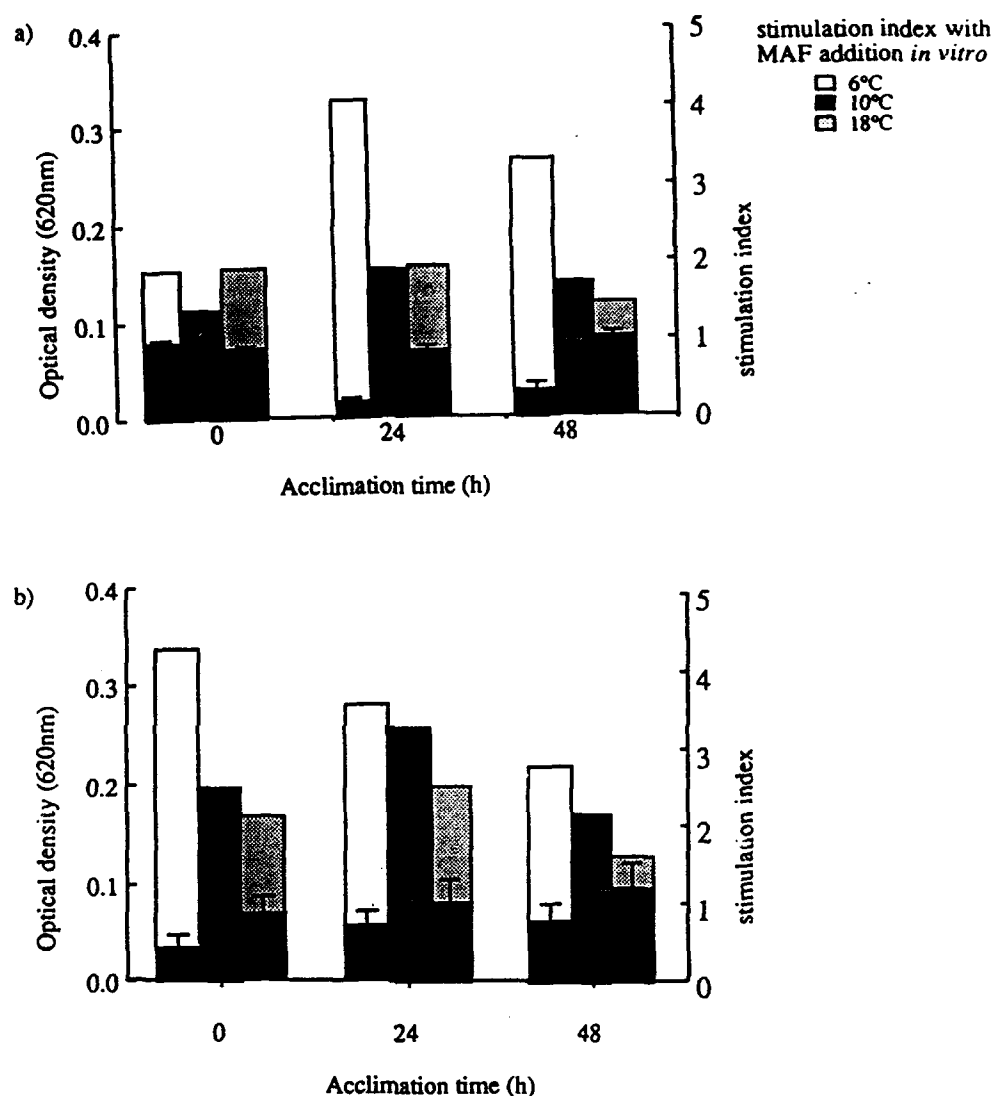 a)
stimulation index with
MAF addition in vitro
6°C
10°C
18°C
0.4
0.3
0.2
0.1
0.0
Optical density (620nm)
5
4
3
2
1
0
stimulation index
0
24
48
Acclimation time (h)
b)
0.4
0.3
0.2
0.1
0.0
Optical density (620nm)
5
4
3
2
1
0
stimulation index
0
24
48
Acclimation time (h)